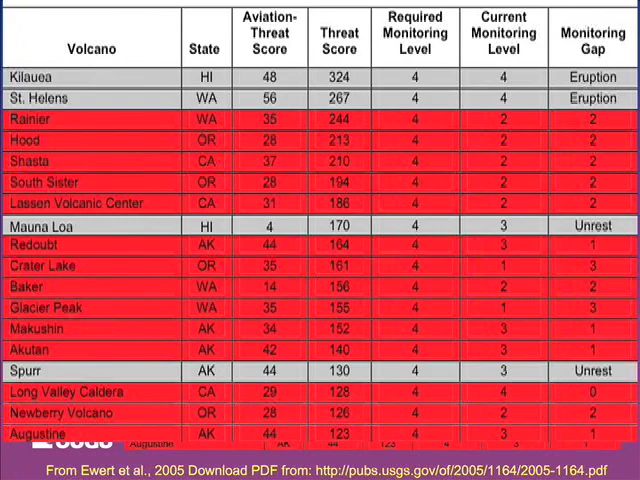 Volcano State Aviation-Threat Score Threat Score Required Monitoring Level Current Monitoring Level Monitoring Gap
Kilauea HI 48 324 4 4 Eruption
St. Helens WA 56 267 4 4 Eruption
Rainier WA 35 244 4 2 2
Hood OR 28 213 4 2 2
Shasta CA 37 210 4 2 2
South Sister OR 28 194 4 2 2
Lassen Volcanic Center CA 31 186 4 2 2
Mauna Loa HI 4 170 4 3 Unrest
Redoubt AK 44 164 4 3 1
Crater Lake OR 35 161 4 1 3
Baker WA 14 156 4 2 2
Glacier Peak WA 35 155 4 1 3
Makushin AK 34 152 4 3 1
Akutan AK 42 140 4 3 1
Spurr AK 44 130 4 3 Unrest
Long Valley Caldera CA 29 128 4 4 0
Newberry Volcano OR 28 126 4 2 2
Augustine AK 44 123 4 3 1
Augustine AK 44 123 4 3 1
From Ewert et al., 2005 Download PDF from: http://pubs.usgs.gov/of/2005/1164/2005-1164.pdf